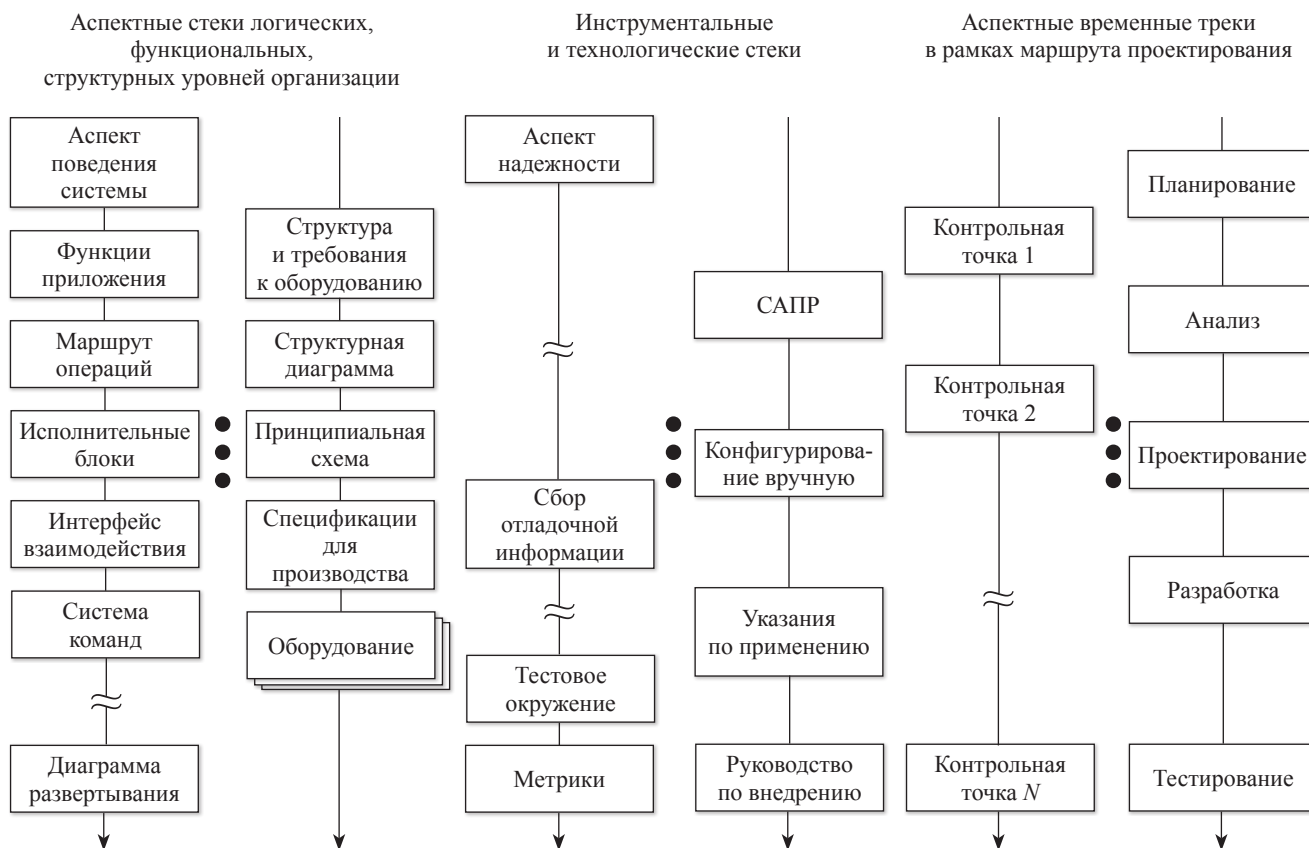 Аспектные стеки логических,
функциональных,
структурных уровней организации
Инструментальные
и технологические стеки
Аспектные временные треки
в рамках маршрута проектирования
Аспект
поведения
системы
Функции
приложения
Маршрут
операций
Исполнительные
блоки
Интерфейс
взаимодействия
Система
команд
Диаграмма
развертывания
Структура
и требования
к оборудованию
Структурная
диаграмма
Принципиальная
схема
Спецификации
для
производства
Оборудование
Аспект
надежности
Сбор
отладочной
информации
Тестовое
окружение
Метрики
САПР
Конфигурирова-
ние вручную
Указания
по применению
Руководство
по внедрению
Контрольная
точка 1
Контрольная
точка 2
Контрольная
точка N
Планирование
Анализ
Проектирование
Разработка
Тестирование